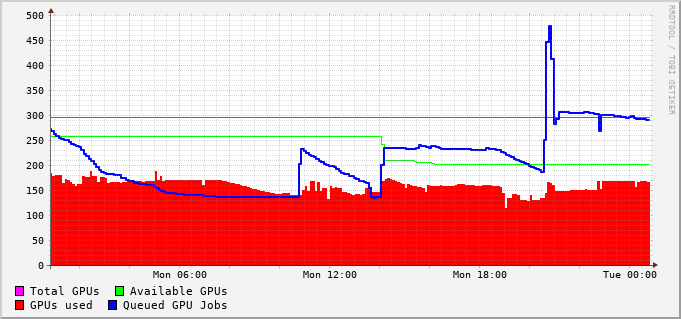 500
450
400
350
300
250
200
150
100
50
0
Mon 06:00 Mon 12:00 Mon 18:00 Tue 00:00
Total GPUs Available GPUs
GPUs used Queued GPU Jobs
RRDTOOL / TOBI OETIKER